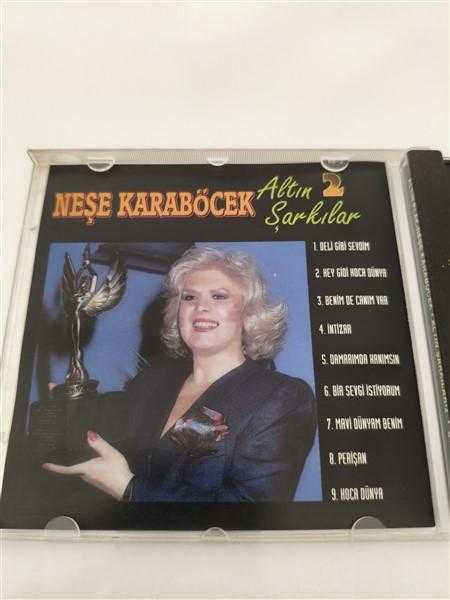 NEŞE KARABÖCEK
Altın 2
Şarkılar
1. DELİ GİBİ SEVDİM
2. HEY GİDİ KOCA DÜNYA
3. BENİM DE CANIM VAR
4. İNTİZAR
5. DAMARIMDA KANIMSIN
6. BİR SEVGİ İSTİYORUM
7. MAVİ DÜNYAM BENİM
8. PERİŞAN
9. KOCA DÜNYA